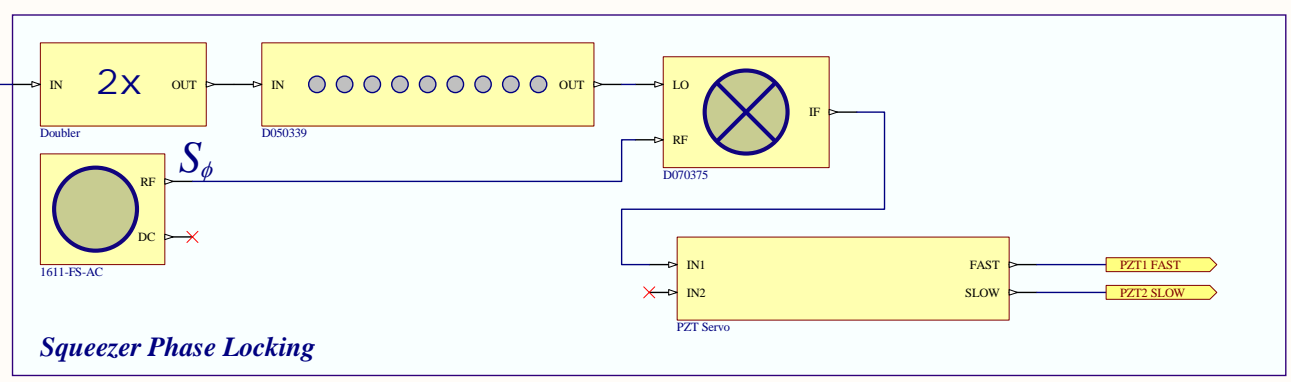 IN 2x OUT
Doubler
IN OUT
D050339
LO
RF
IF
D070375
Sϕ
RF
DC
1611-FS-AC
IN1
IN2
FAST
SLOW
PZT Servo
PZT1 FAST
PZT2 SLOW
Squeezer Phase Locking